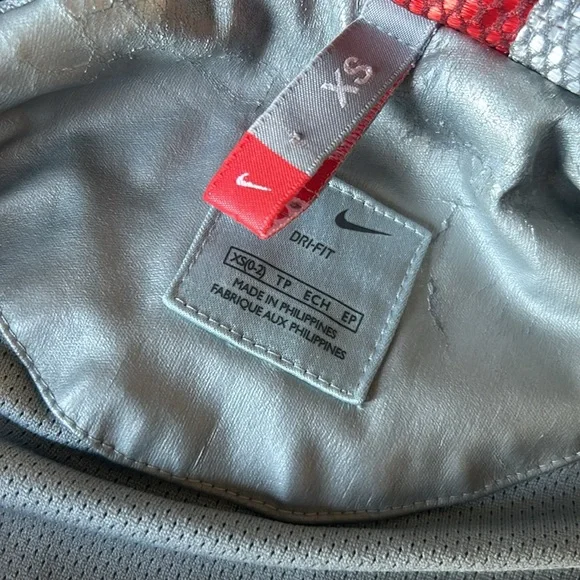 XS
DRI-FIT
XS(0-2) TP ECH EP
MADE IN PHILIPPINES
FABRIQUE AUX PHILIPPINES